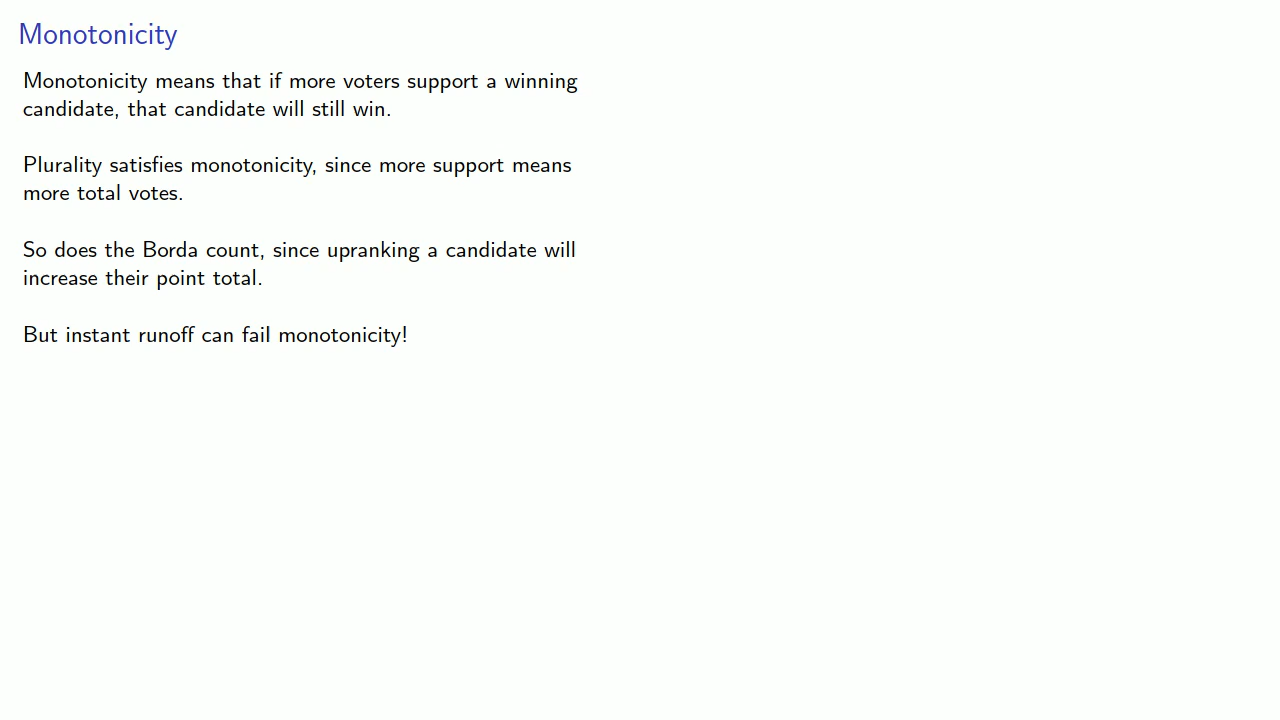 Monotonicity
Monotonicity means that if more voters support a winning
candidate, that candidate will still win.
Plurality satisfies monotonicity, since more support means
more total votes.
So does the Borda count, since upranking a candidate will
increase their point total.
But instant runoff can fail monotonicity!